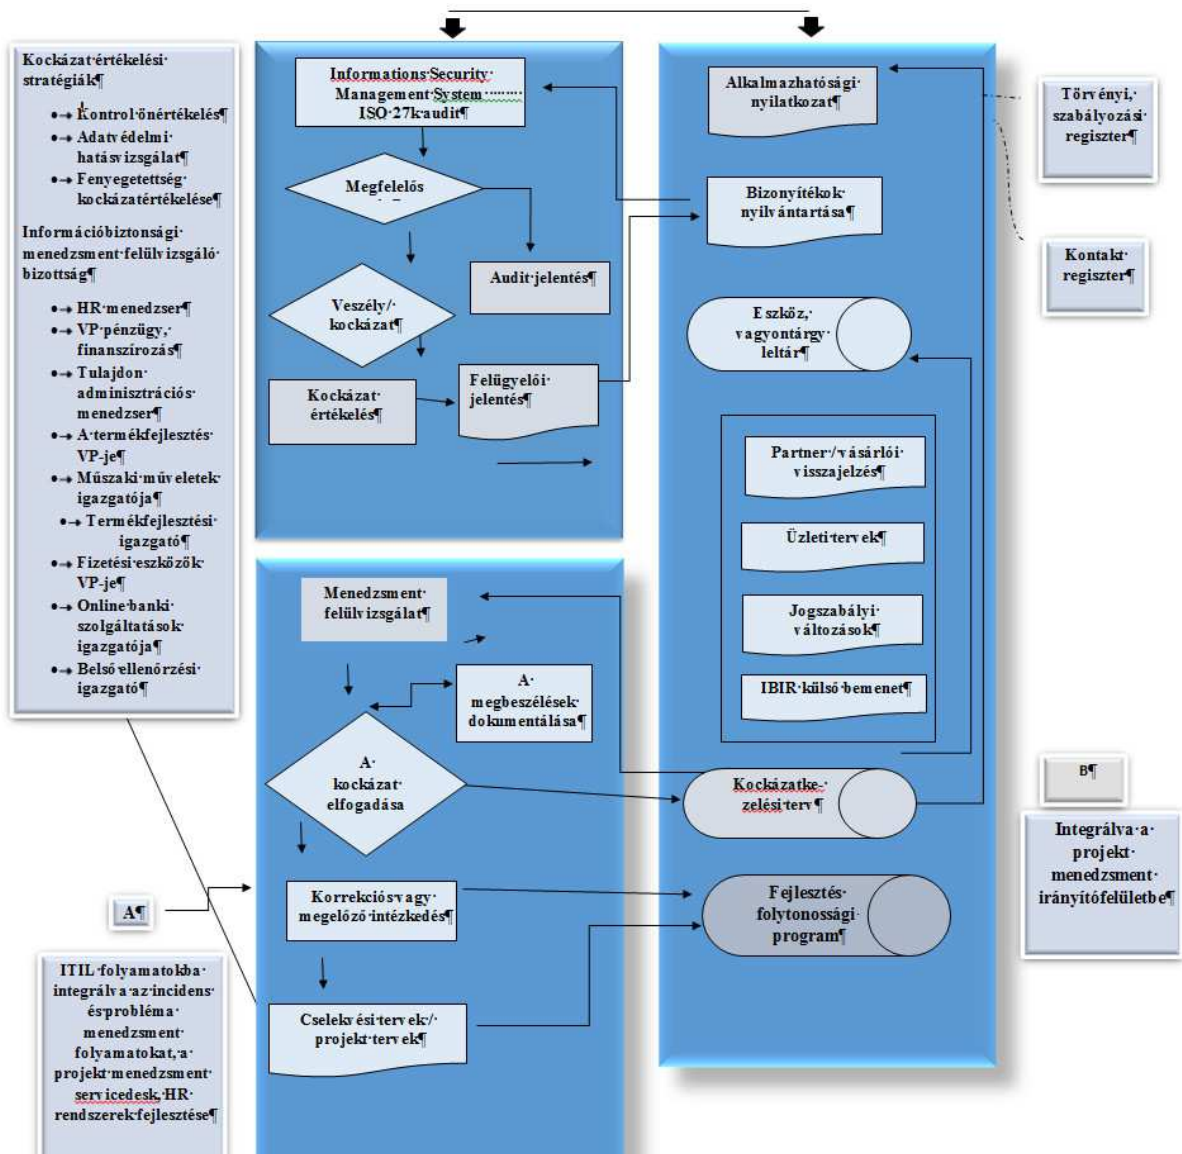 Kockázat értékelési
stratégiák¶
Kontrol önértékelés¶
Adatvédelmi
hatásvizsgálat¶
Fenyegetettség
kockázatértékelése¶
Információbiztonsági
menedzsment felülvizsgáló
bizottság¶
HR menedzser¶
VP pénzügy,
finanszírozás¶
Tulajdon
adminisztrációs
menedzser¶
A termékfejlesztés
VP-je¶
Műszaki műveletek
igazgatója¶
Termékfejlesztési
igazgató¶
Fizetési eszközök
VP-je¶
Online banki
szolgáltatások
igazgatója¶
Belső ellenőrzési
igazgató¶
Informations Security
Management System
ISO 27k audit¶
Megfelelős
Audit jelentés¶
Veszély/
kockázat¶
Kockázat
értékelés¶
Felügyelői
jelentés¶
Alkalmazhatósági
nyilatkozat¶
Bizonyítékok
nyilvántartása¶
Eszköz,
vagyontárgy
leltár¶
Partner / vásárlói
visszajelzés¶
Üzleti tervek¶
Jogszabályi
változások¶
IBIR külső bemenet¶
Törvényi,
szabályozási
regiszter¶
Kontakt
regiszter¶
Menedzsment
felülvizsgálat¶
A
megbeszélések
dokumentálása¶
A
kockázat
elfogadása
Kockázatke-
zelési terv¶
Korrekciós vagy
megelőző intézkedés¶
Fejlesztés
folytonossági
program¶
Cselekvési tervek /
projekt tervek¶
A¶
ITIL folyamatokba
integrálva az incidens
és probléma
menedzsment
folyamatokat, a
projekt menedzsment
servicedesk, HR
rendszerek fejlesztése¶
B¶
Integrálva a
projekt
menedzsment
irányító felületbe¶